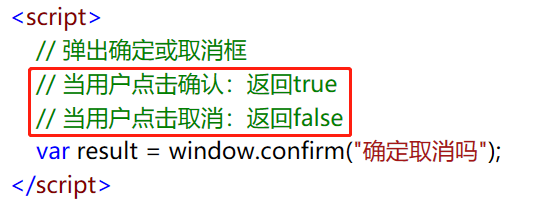 <script>
// 弹出确定或取消框
// 当用户点击确认：返回true
// 当用户点击取消：返回false
var result = window.confirm("确定取消吗");
</script>